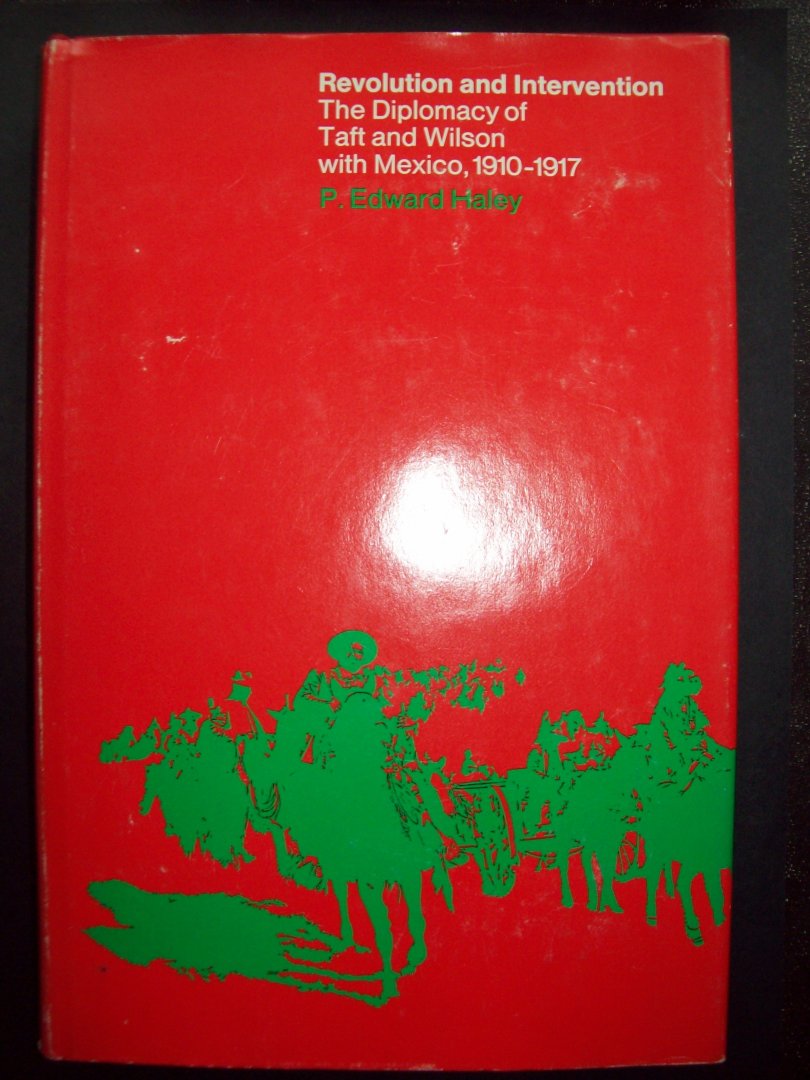 Revolution and Intervention
The Diplomacy of
Taft and Wilson
with Mexico, 1910-1917
P. Edward Haley